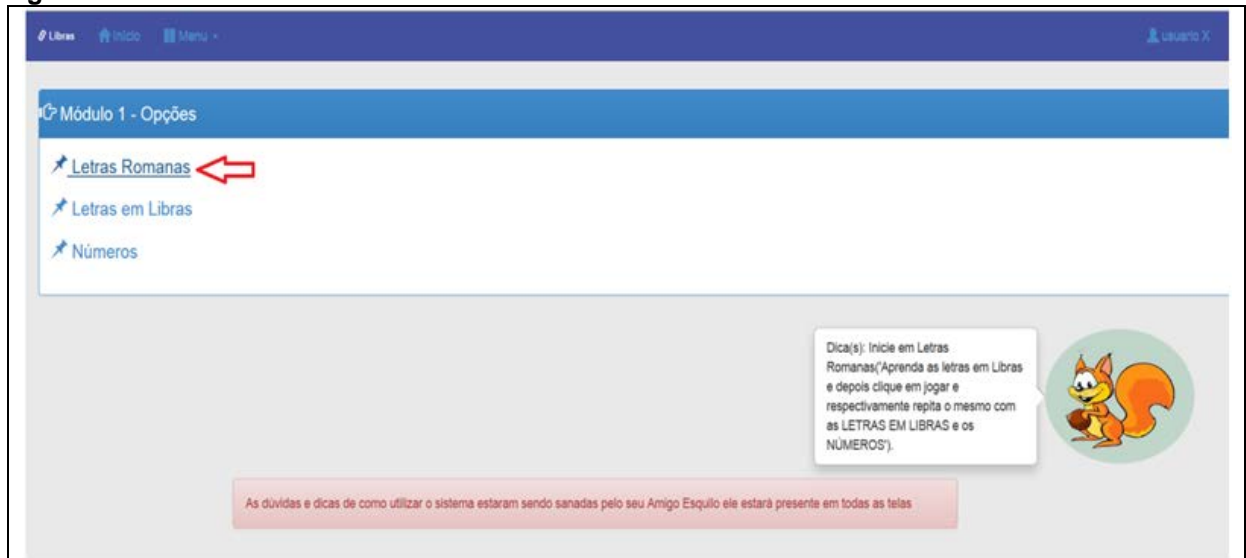 Libras Início Menu usuario X
Módulo 1 - Opções
Letras Romanas
Letras em Libras
Números
Dica(s): Inicie em Letras
Romanas('Aprenda as letras em Libras
e depois clique em jogar e
respectivamente repita o mesmo com
as LETRAS EM LIBRAS e os
NÚMEROS').
As dúvidas e dicas de como utilizar o sistema estaram sendo sanadas pelo seu Amigo Esquilo ele estará presente em todas as telas